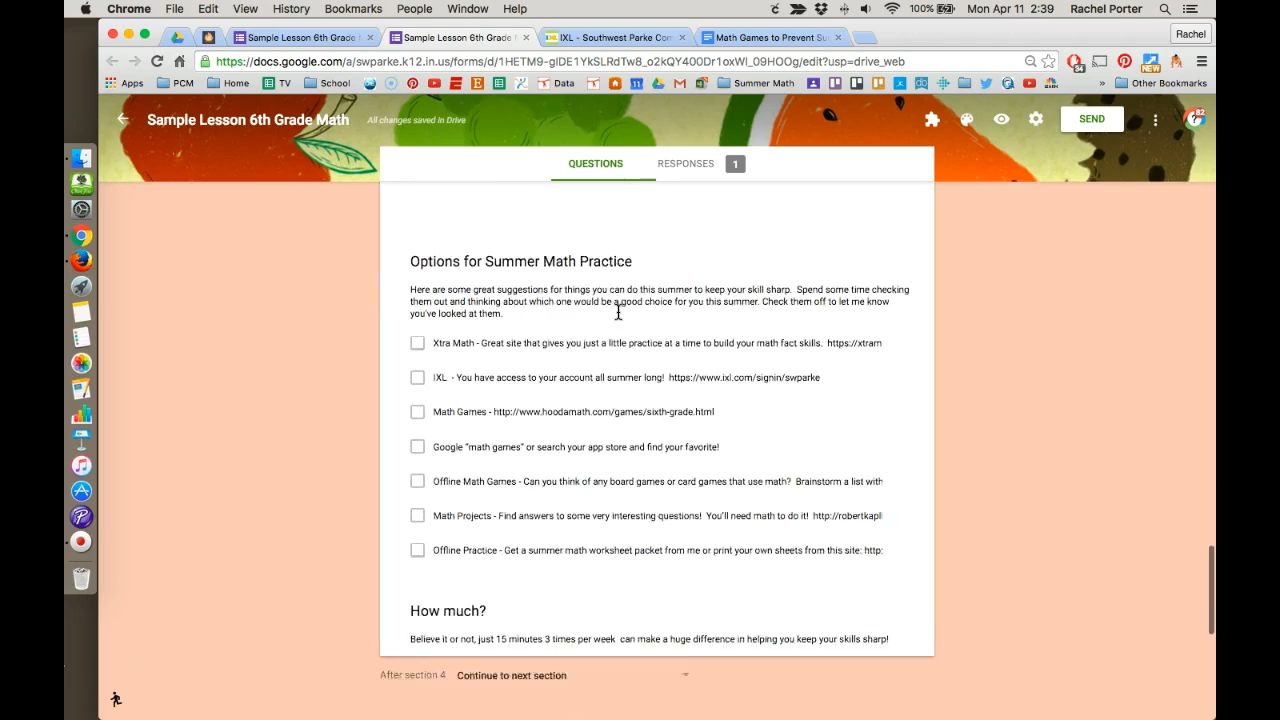 Chrome File Edit View History Bookmarks People Window Help 100% Mon Apr 11 2:39 Rachel Porter
Sample Lesson 6th Grade Sample Lesson 6th Grade IXL - Southwest Parke Com Math Games to Prevent Su Rachel
https://docs.google.com/a/swparke.k12.in.us/forms/d/
Apps PCM Home TV School Data Summer Math Other Bookmarks
Sample Lesson 6th Grade Math All changes saved in Drive SEND
QUESTIONS RESPONSES 1
Options for Summer Math Practice
Here are some great suggestions for things you can do this summer to keep your skill sharp. Spend some time checking
them out and thinking about which one would be a good choice for you this summer. Check them off to let me know
you've looked at them.
Xtra Math - Great site that gives you just a little practice at a time to build your math fact skills. https://xtram
IXL - You have access to your account all summer long! https://www.ixl.com/signin/swparke
Math Games - http://www.hoodamath.com/games/sixth-grade.html
Google "math games" or search your app store and find your favorite!
Offline Math Games - Can you think of any board games or card games that use math? Brainstorm a list with
Math Projects - Find answers to some very interesting questions! You'll need math to do it! http://robertkapl
Offline Practice - Get a summer math worksheet packet from me or print your own sheets from this site: http:
How much?
Believe it or not, just 15 minutes 3 times per week can make a huge difference in helping you keep your skills sharp!
After section 4 Continue to next section